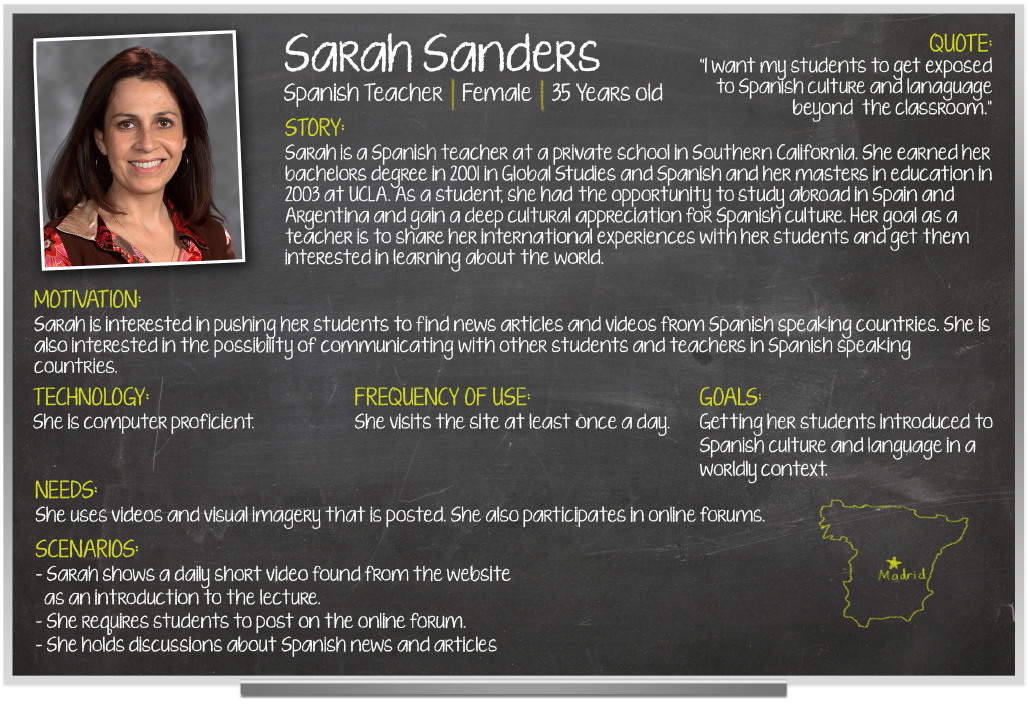 Sarah Sanders
Spanish Teacher | Female | 35 Years old
QUOTE:
"I want my students to get exposed
to Spanish culture and lanaguage
beyond the classroom."
STORY:
Sarah is a Spanish teacher at a private school in Southern California. She earned her
bachelors degree in 2001 in Global Studies and Spanish and her masters in education in
2003 at UCLA. As a student, she had the opportunity to study abroad in Spain and
Argentina and gain a deep cultural appreciation for Spanish culture. Her goal as a
teacher is to share her international experiences with her students and get them
interested in learning about the world.
MOTIVATION:
Sarah is interested in pushing her students to find news articles and videos from Spanish speaking countries. She is
also interested in the possibility of communicating with other students and teachers in Spanish speaking
countries.
TECHNOLOGY:
She is computer proficient.
FREQUENCY OF USE:
She visits the site at least once a day.
GOALS:
Getting her students introduced to
Spanish culture and language in a
worldly context.
NEEDS:
She uses videos and visual imagery that is posted. She also participates in online forums.
SCENARIOS:
- Sarah shows a daily short video found from the website
as an introduction to the lecture.
- She requires students to post on the online forum.
- She holds discussions about Spanish news and articles
Madrid